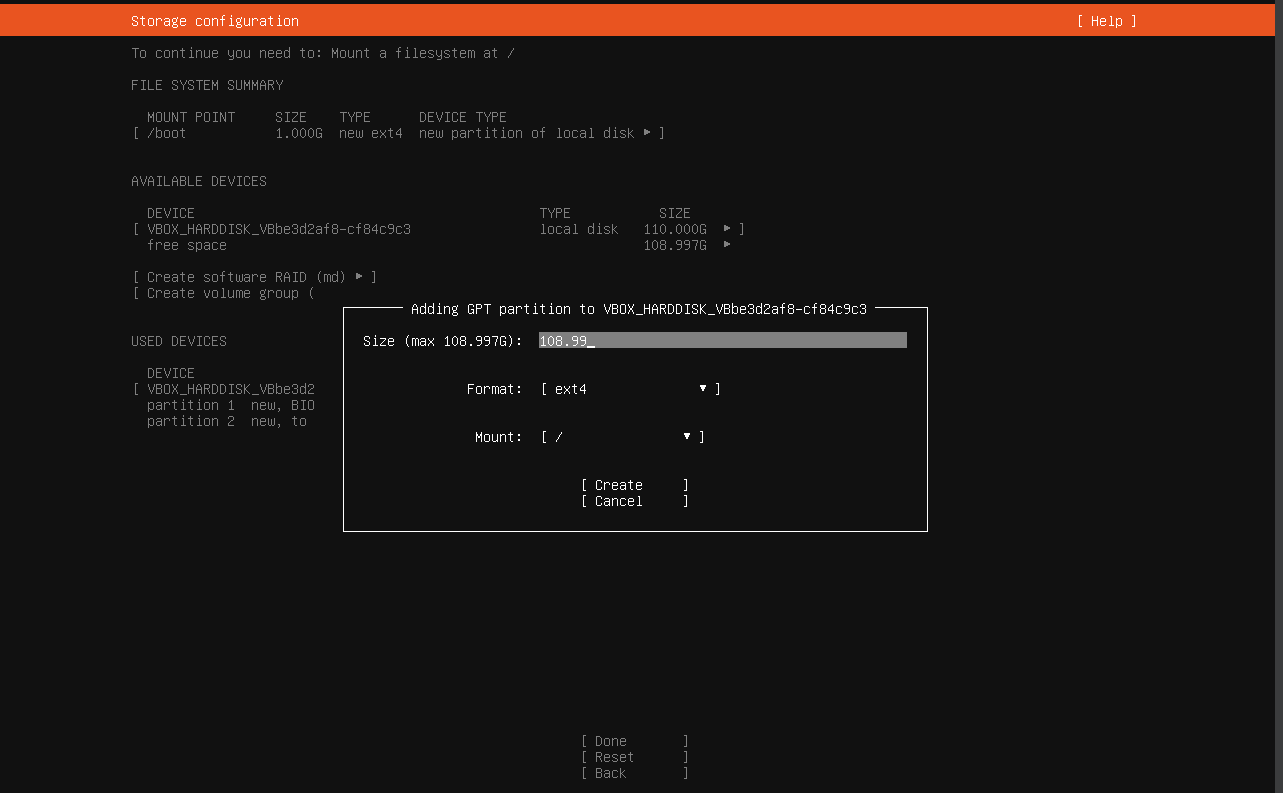 Storage configuration [ Help ]
To continue you need to: Mount a filesystem at /
FILE SYSTEM SUMMARY
MOUNT POINT SIZE TYPE DEVICE TYPE
[ /boot 1.000G new ext4 new partition of local disk ▸ ]
AVAILABLE DEVICES
DEVICE TYPE SIZE
[ VBOX_HARDDISK_VBbe3d2af8-cf84c9c3 local disk 110.000G ▸ ]
free space 108.997G ▸
[ Create software RAID (md) ▸ ]
[ Create volume group (
Adding GPT partition to VBOX_HARDDISK_VBbe3d2af8-cf84c9c3
Size (max 108.997G): 108.99_
Format: [ ext4 ▾ ]
Mount: [ / ▾ ]
[ Create ]
[ Cancel ]
USED DEVICES
DEVICE
[ VBOX_HARDDISK_VBbe3d2
partition 1 new, BIO
partition 2 new, to
[ Done ]
[ Reset ]
[ Back ]